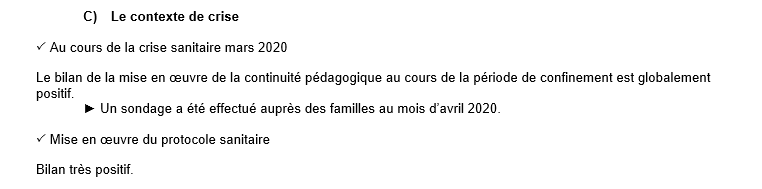 C) Le contexte de crise
✓ Au cours de la crise sanitaire mars 2020
Le bilan de la mise en œuvre de la continuité pédagogique au cours de la période de confinement est globalement
positif.
► Un sondage a été effectué auprès des familles au mois d'avril 2020.
✓ Mise en œuvre du protocole sanitaire
Bilan très positif.